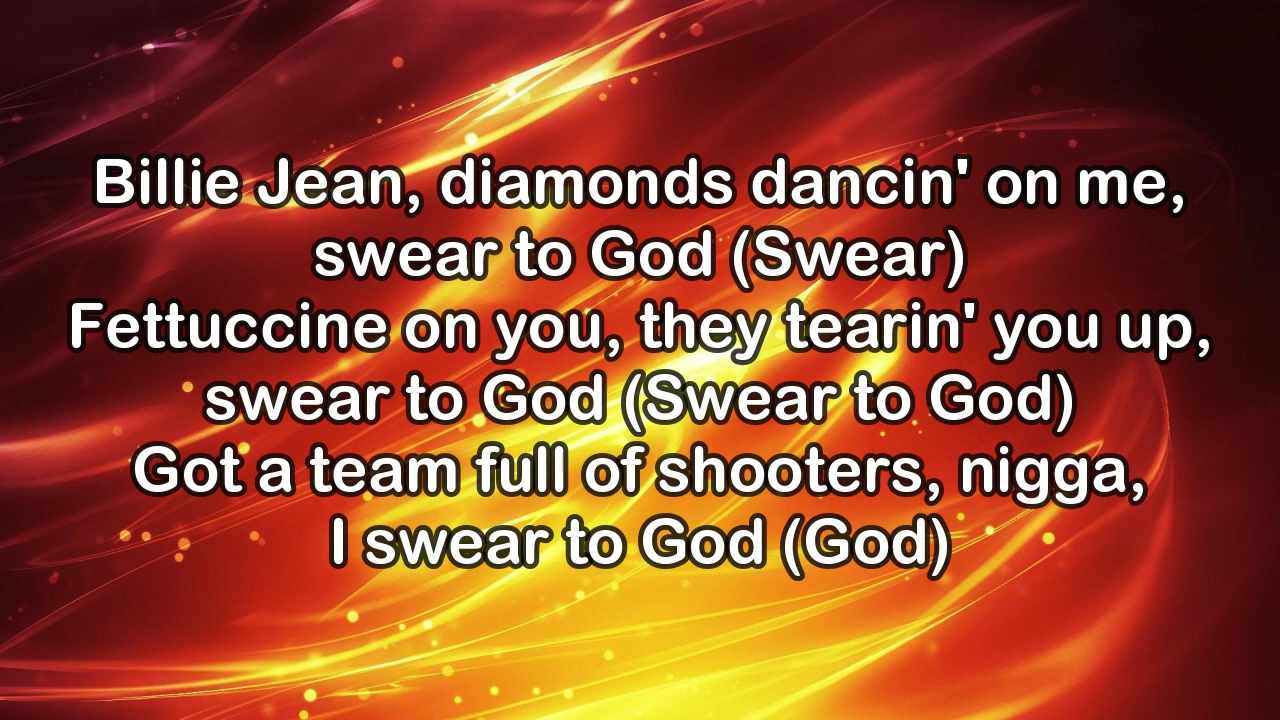 Billie Jean, diamonds dancin' on me,
swear to God (Swear)
Fettuccine on you, they tearin' you up,
swear to God (Swear to God)
Got a team full of shooters, nigga,
I swear to God (God)